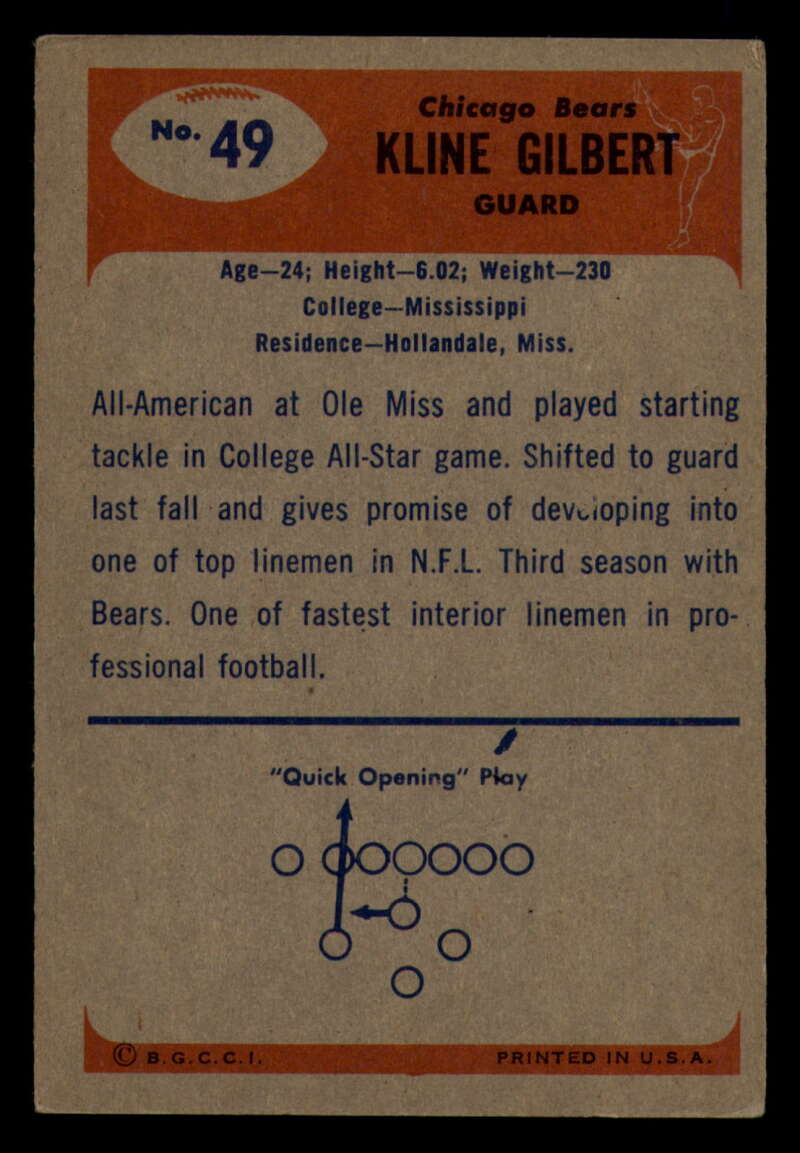 No. 49
Chicago Bears
KLINE GILBERT
GUARD
Age—24; Height—6.02; Weight—230
College—Mississippi
Residence—Hollandale, Miss.
All-American at Ole Miss and played starting
tackle in College All-Star game. Shifted to guard
last fall and gives promise of developing into
one of top linemen in N.F.L. Third season with
Bears. One of fastest interior linemen in pro-
fessional football.
"Quick Opening" Play
© B.G.C.C.I.
PRINTED IN U.S.A.